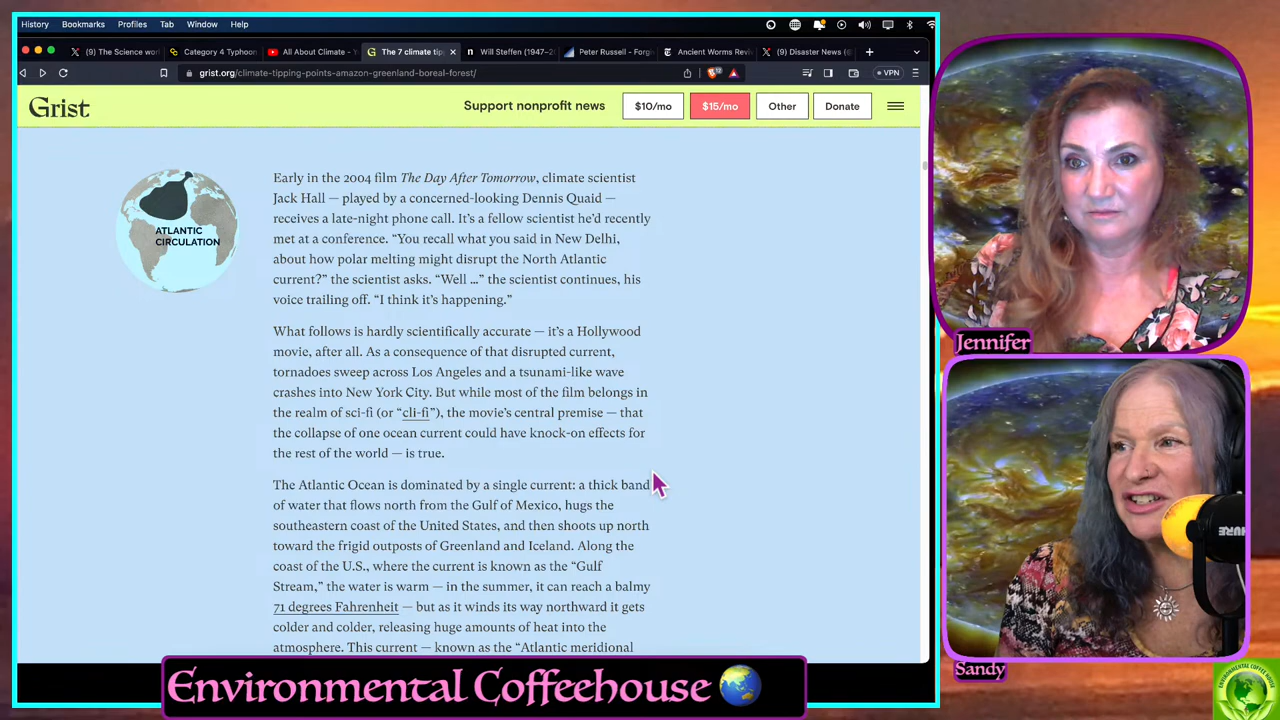 History Bookmarks Profiles Tab Window Help
(9) The Science wor
Category 4 Typhoon
All About Climate - Y
The 7 climate tip
Will Steffen (1947–2
Peter Russell - Forg
Ancient Worms Revi
(9) Disaster News (
grist.org/climate-tipping-points-amazon-greenland-boreal-forest/
VPN
Grist
Support nonprofit news
$10/mo
$15/mo
Other
Donate
ATLANTIC
CIRCULATION
Early in the 2004 film The Day After Tomorrow, climate scientist
Jack Hall — played by a concerned-looking Dennis Quaid —
receives a late-night phone call. It’s a fellow scientist he’d recently
met at a conference. “You recall what you said in New Delhi,
about how polar melting might disrupt the North Atlantic
current?” the scientist asks. “Well …” the scientist continues, his
voice trailing off. “I think it’s happening.”
What follows is hardly scientifically accurate — it’s a Hollywood
movie, after all. As a consequence of that disrupted current,
tornadoes sweep across Los Angeles and a tsunami-like wave
crashes into New York City. But while most of the film belongs in
the realm of sci-fi (or “cli-fi”), the movie’s central premise — that
the collapse of one ocean current could have knock-on effects for
the rest of the world — is true.
The Atlantic Ocean is dominated by a single current: a thick band
of water that flows north from the Gulf of Mexico, hugs the
southeastern coast of the United States, and then shoots up north
toward the frigid outposts of Greenland and Iceland. Along the
coast of the U.S., where the current is known as the “Gulf
Stream,” the water is warm — in the summer, it can reach a balmy
71 degrees Fahrenheit — but as it winds its way northward it gets
colder and colder, releasing huge amounts of heat into the
atmosphere. This current — known as the “Atlantic meridional
Jennifer
Sandy
Environmental Coffeehouse